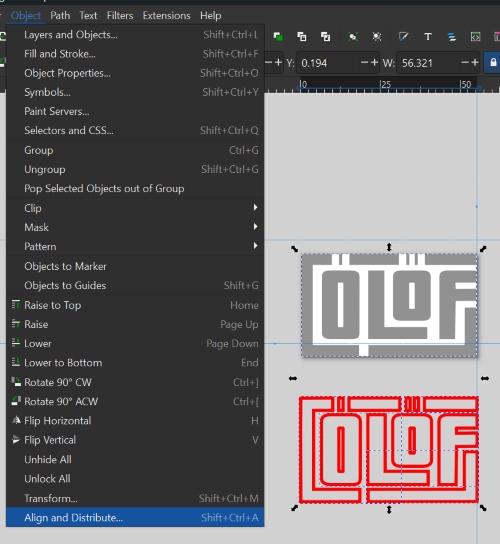 Object Path Text Filters Extensions Help
Layers and Objects... Shift+Ctrl+L
Fill and Stroke... Shift+Ctrl+F
Object Properties... Shift+Ctrl+O
Symbols... Shift+Ctrl+Y
Paint Servers...
Selectors and CSS... Shift+Ctrl+Q
Group Ctrl+G
Ungroup Shift+Ctrl+G
Pop Selected Objects out of Group
Clip
Mask
Pattern
Objects to Marker
Objects to Guides Shift+G
Raise to Top Home
Raise Page Up
Lower Page Down
Lower to Bottom End
Rotate 90° CW Ctrl+]
Rotate 90° ACW Ctrl+[
Flip Horizontal H
Flip Vertical V
Unhide All
Unlock All
Transform... Shift+Ctrl+M
Align and Distribute... Shift+Ctrl+A
Y: 0.194 W: 56.321
0 25 50
ÖLÖF
ÖLÖF